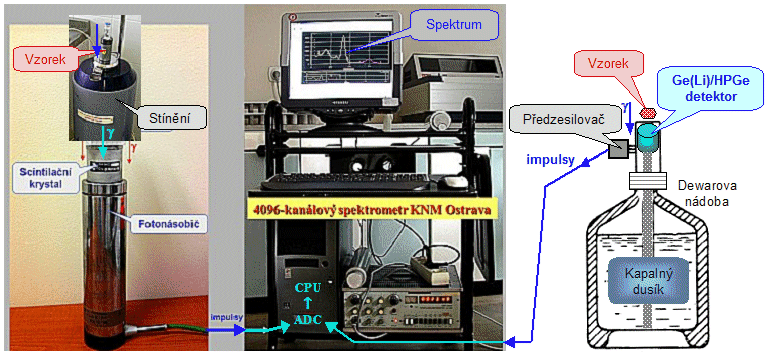 Vzorek
Stínění
γ
γ
γ
Scintilační
krystal
Fotonásobič
impulsy
Spektrum
4096-kanálový spektrometr KNM Ostrava
CPU
ADC
Vzorek
γ
Ge(Li)/HPGe
detektor
Předzesilovač
impulsy
Dewarova
nádoba
Kapalný
dusík